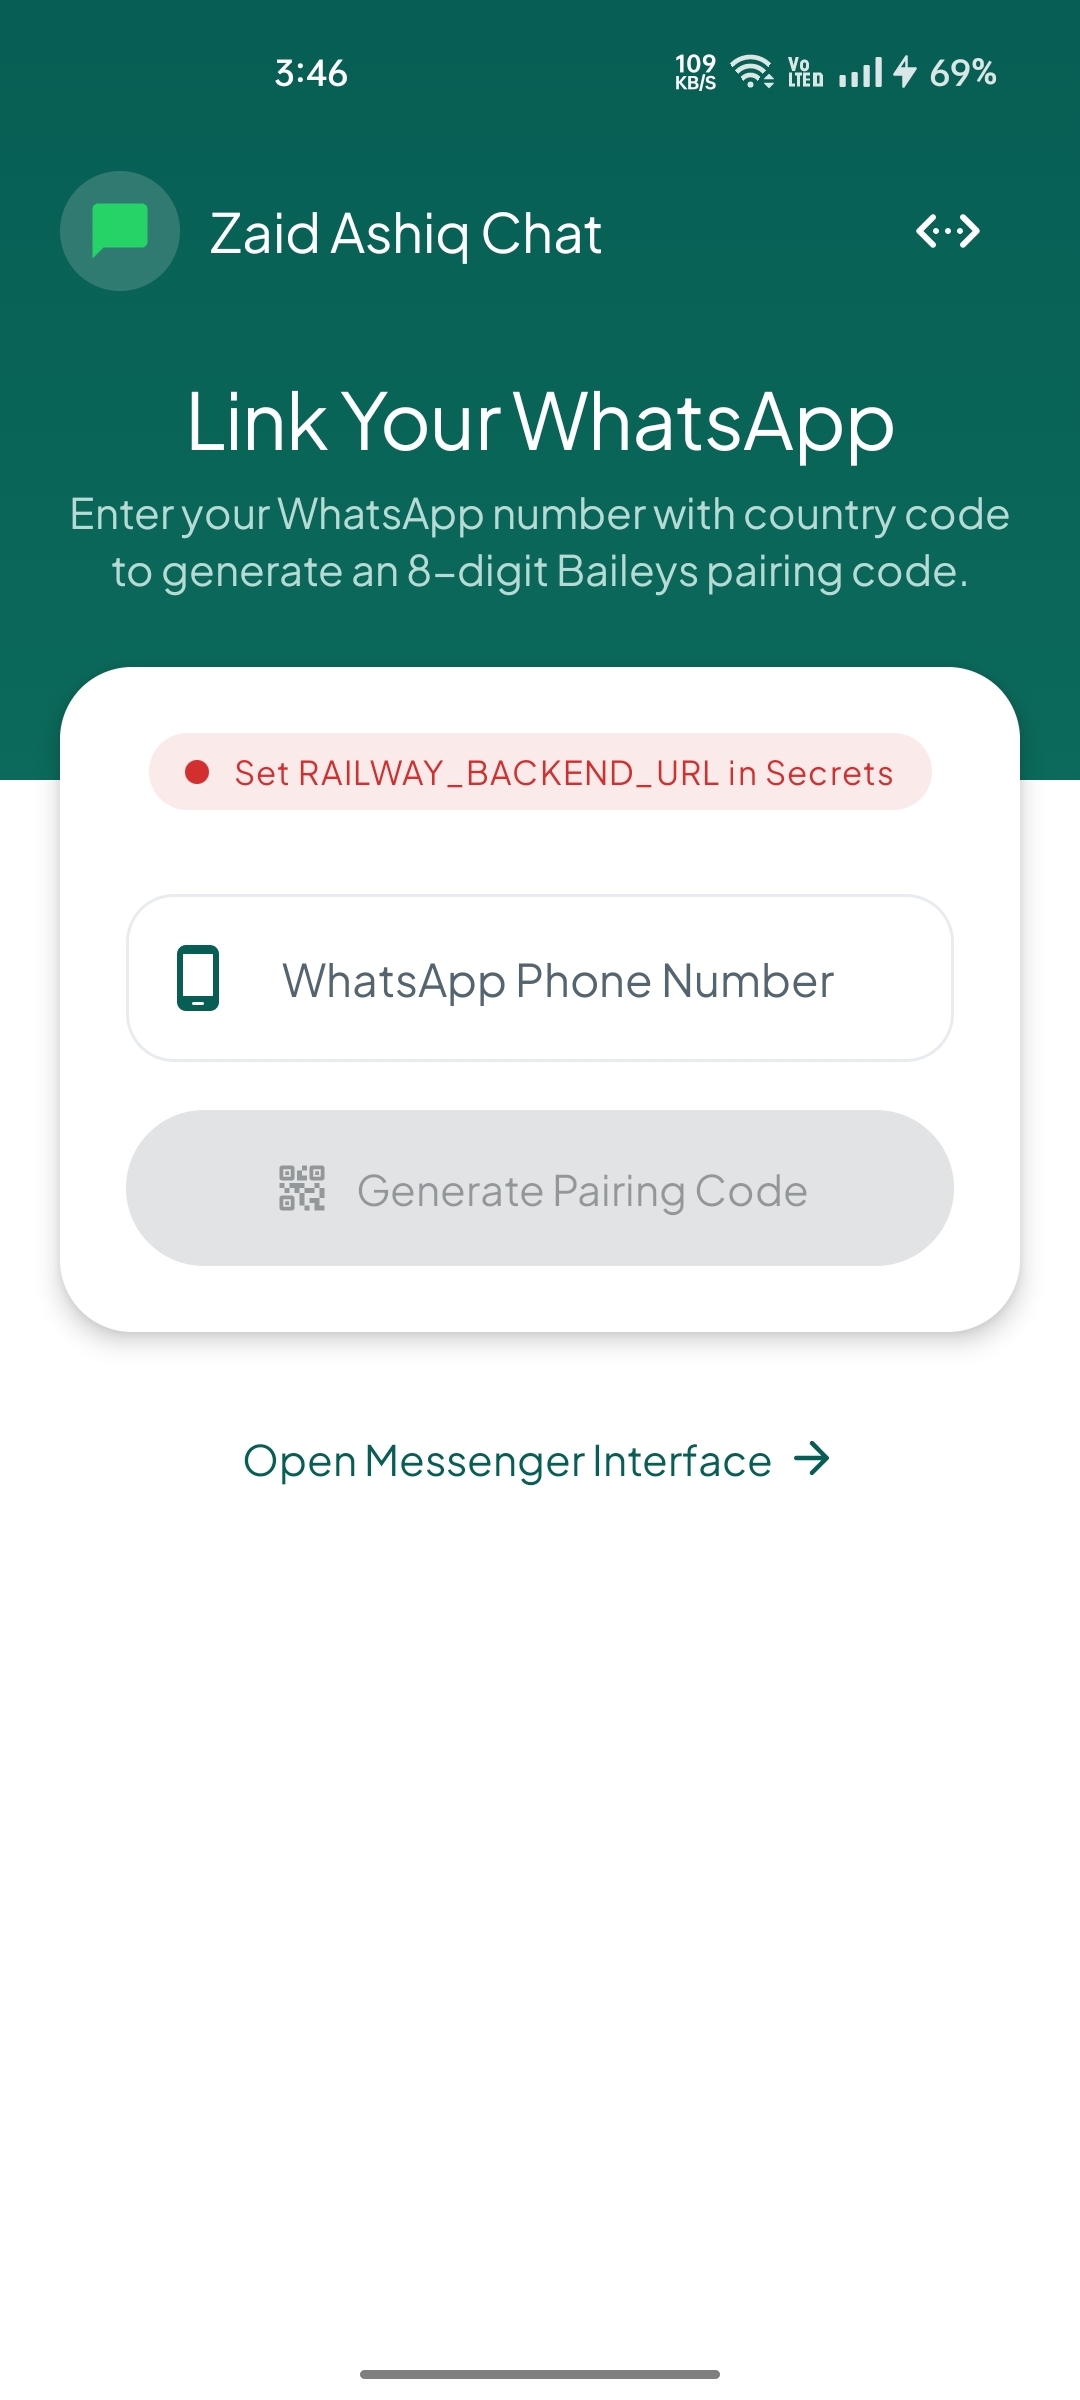 3:46
109 KB/S
Vo LTE
69%
Zaid Ashiq Chat
Link Your WhatsApp
Enter your WhatsApp number with country code
to generate an 8-digit Baileys pairing code.
Set RAILWAY_BACKEND_URL in Secrets
WhatsApp Phone Number
Generate Pairing Code
Open Messenger Interface